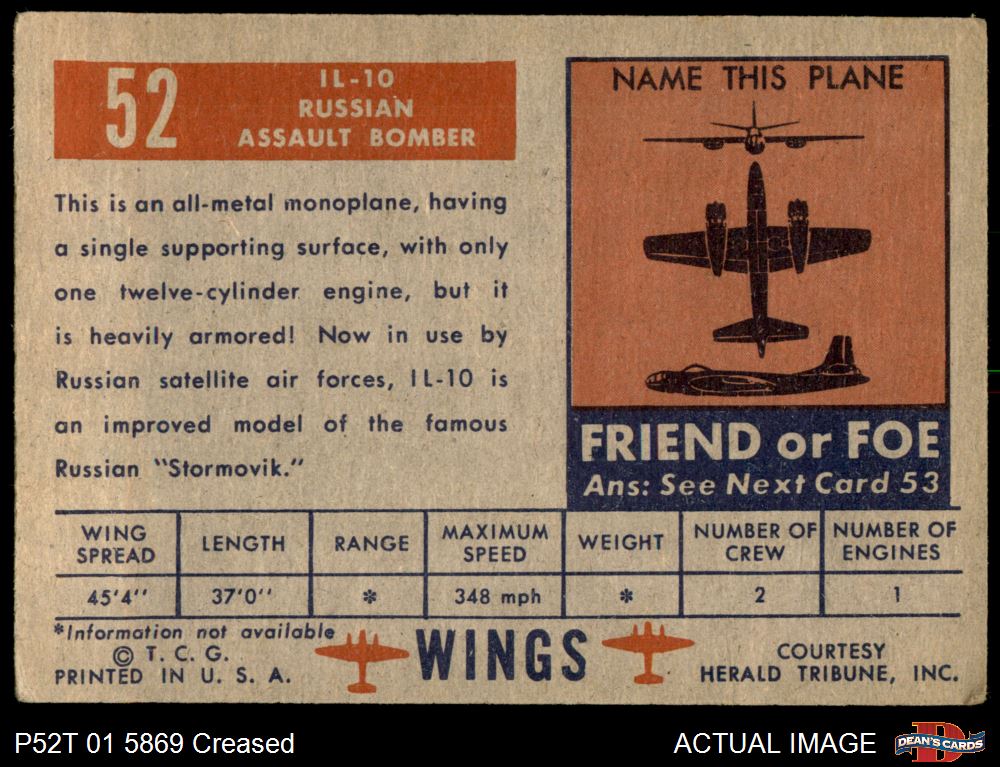 52
IL-10
RUSSIAN
ASSAULT BOMBER
This is an all-metal monoplane, having
a single supporting surface, with only
one twelve-cylinder engine, but it
is heavily armored! Now in use by
Russian satellite air forces, IL-10 is
an improved model of the famous
Russian "Stormovik."
NAME THIS PLANE
FRIEND or FOE
Ans: See Next Card 53
WING SPREAD | LENGTH | RANGE | MAXIMUM SPEED | WEIGHT | NUMBER OF CREW | NUMBER OF ENGINES
45'4'' | 37'0'' | * | 348 mph | * | 2 | 1
*Information not available
© T. C. G.
PRINTED IN U. S. A.
WINGS
COURTESY
HERALD TRIBUNE, INC.
P52T 01 5869 Creased
ACTUAL IMAGE
D
DEAN'S CARDS